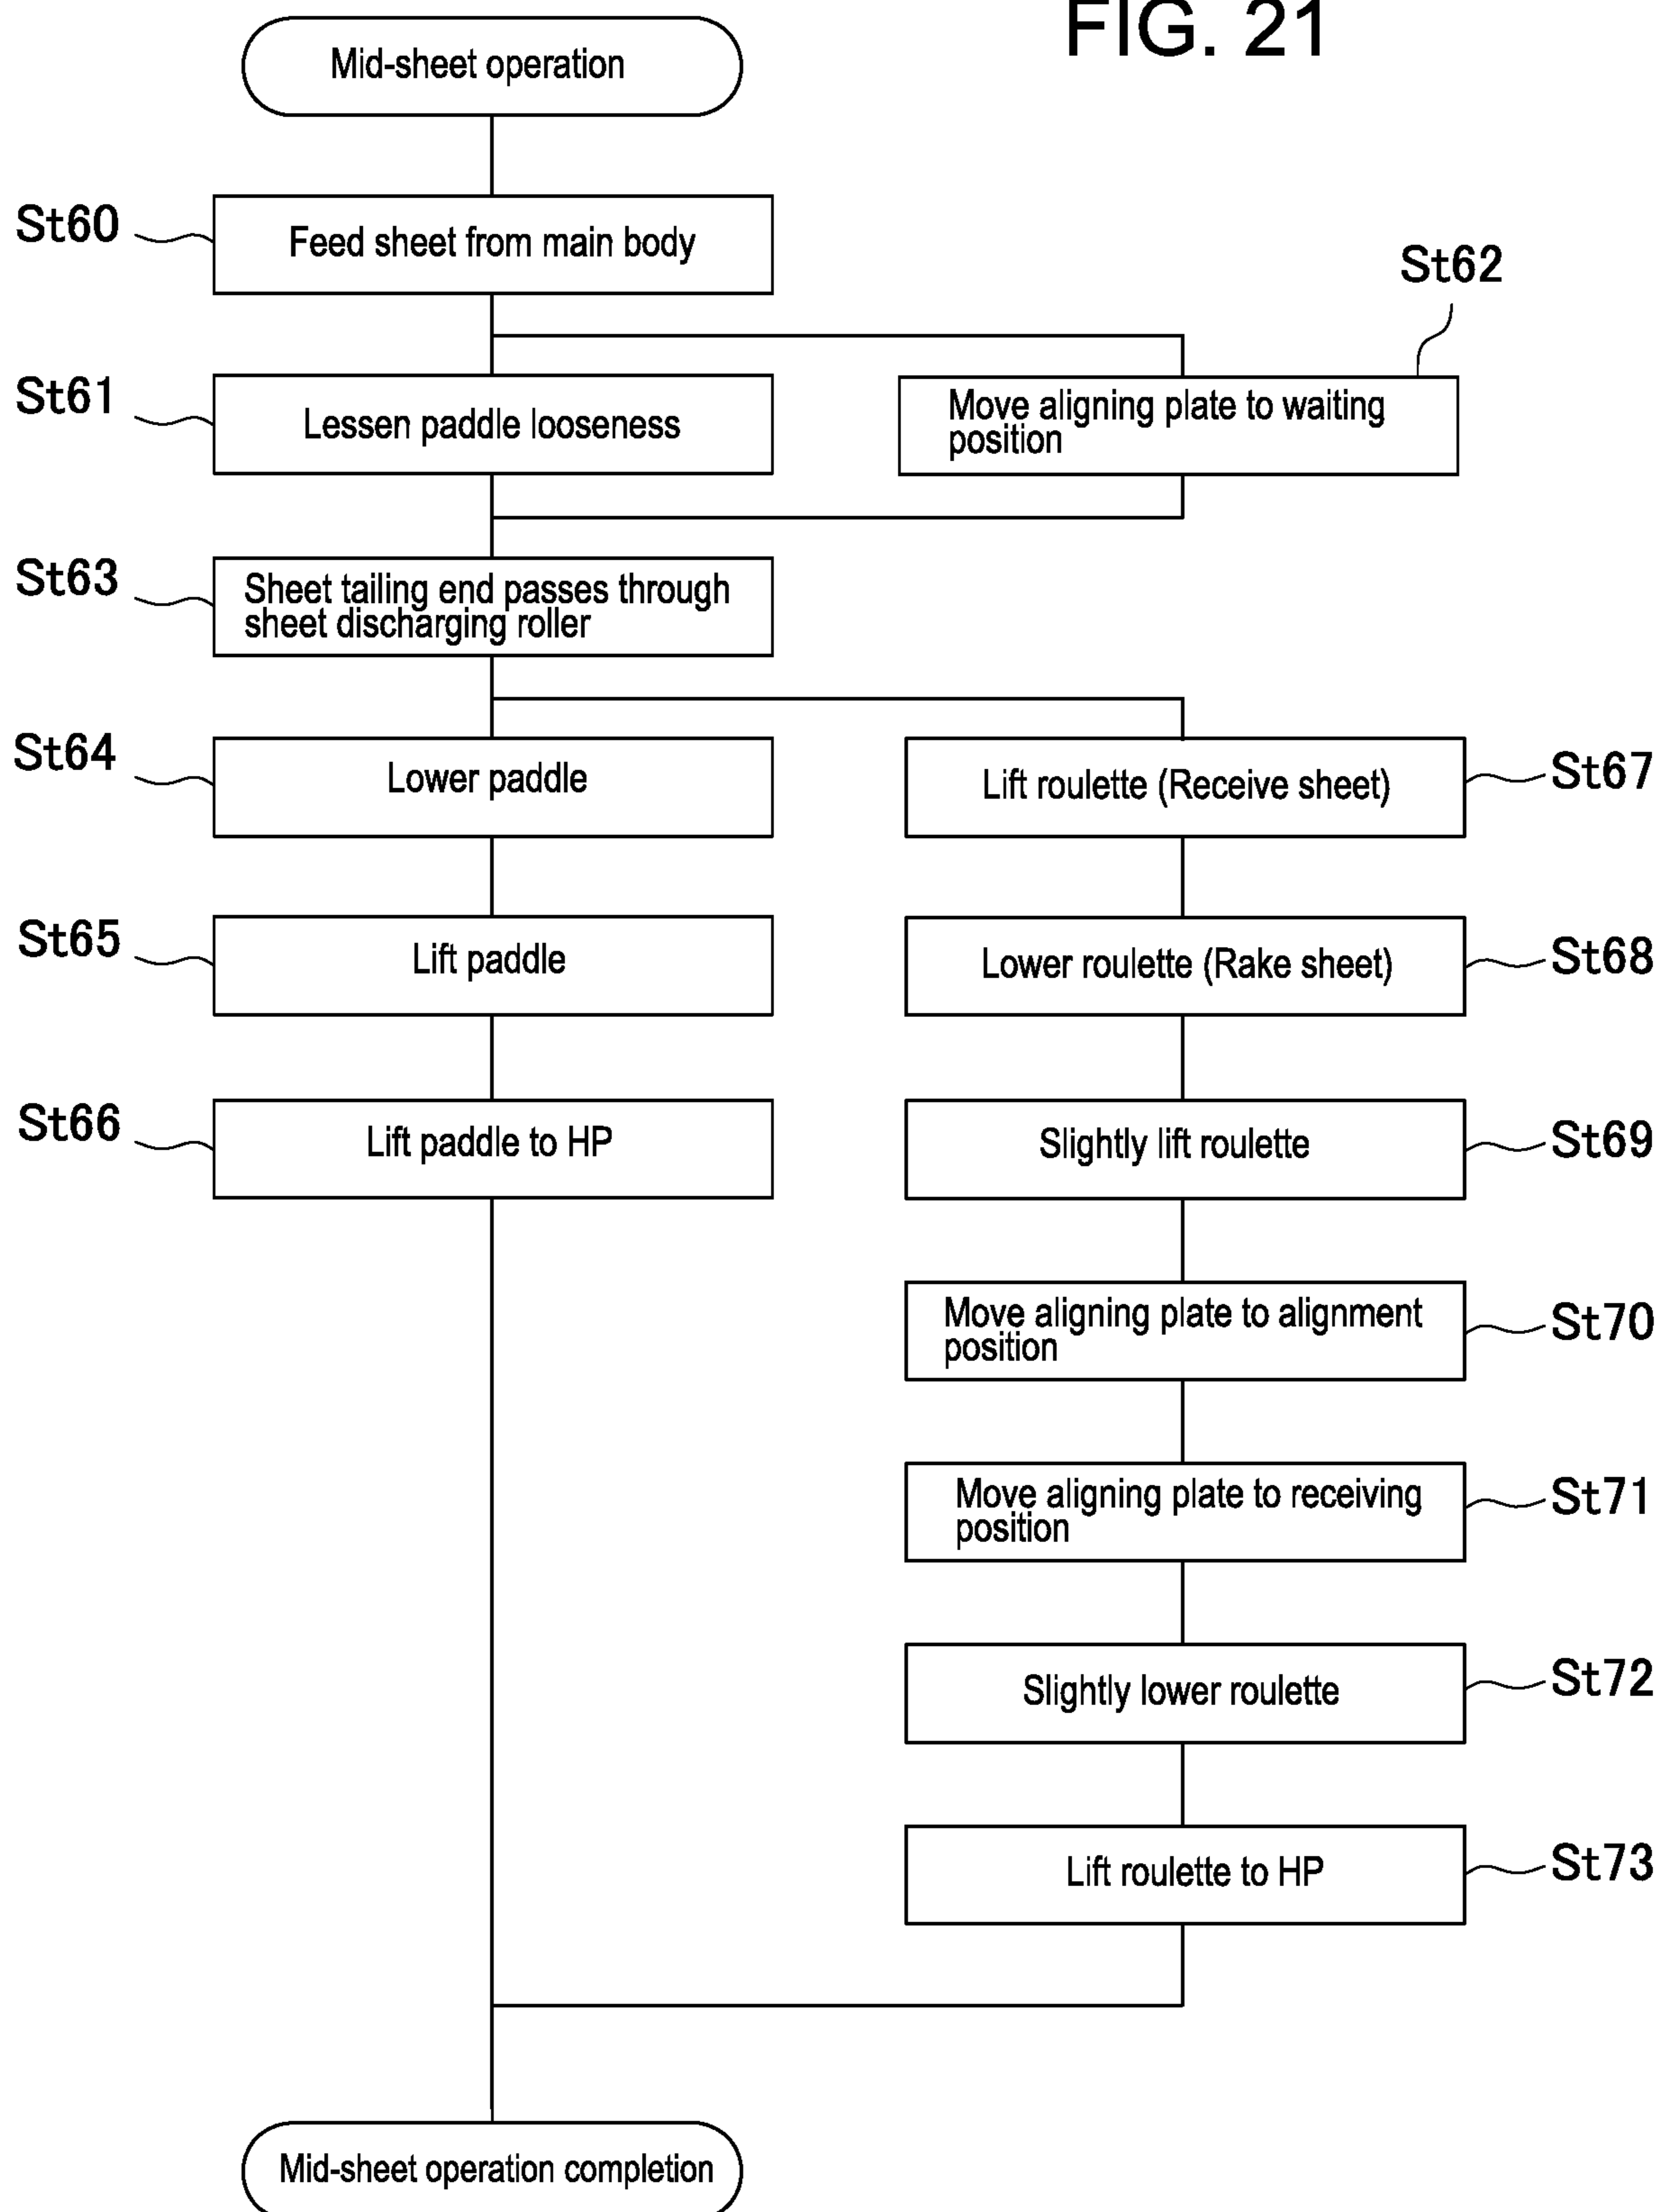 FIG. 21
Mid-sheet operation
St60
Feed sheet from main body
St62
St61
Lessen paddle looseness
Move aligning plate to waiting
position
St63
Sheet tailing end passes through
sheet discharging roller
St64
Lower paddle
Lift roulette (Receive sheet)
St67
St65
Lift paddle
Lower roulette (Rake sheet)
St68
St66
Lift paddle to HP
Slightly lift roulette
St69
Move aligning plate to alignment
position
St70
Move aligning plate to receiving
position
St71
Slightly lower roulette
St72
Lift roulette to HP
St73
Mid-sheet operation completion